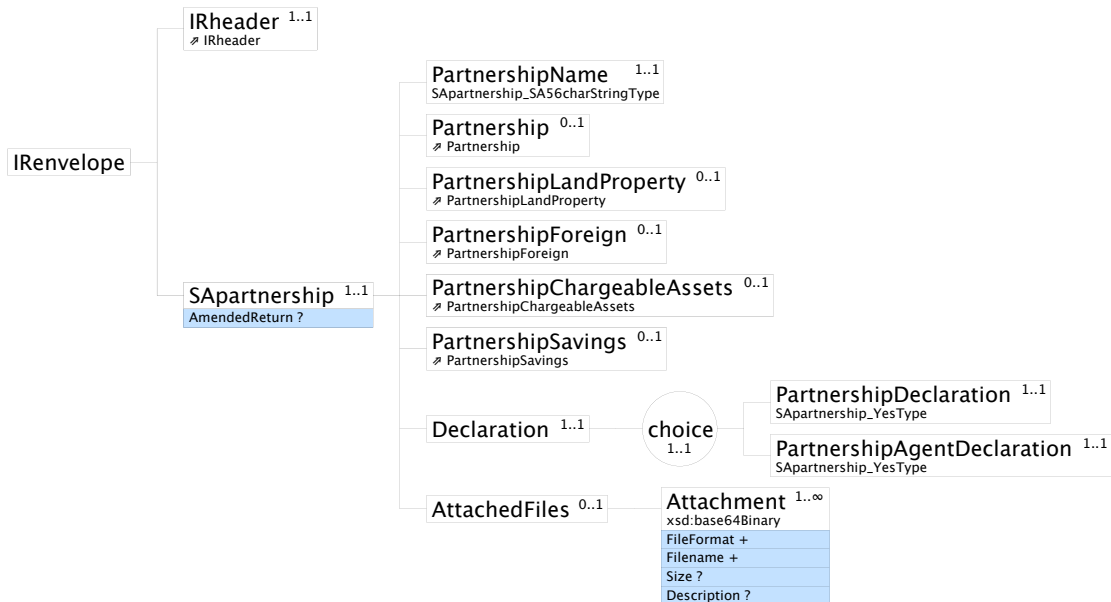 IRheader 1..1
⇗ IRheader
PartnershipName 1..1
SApartnership_SA56charStringType
Partnership 0..1
⇗ Partnership
IRenvelope
PartnershipLandProperty 0..1
⇗ PartnershipLandProperty
PartnershipForeign 0..1
⇗ PartnershipForeign
SApartnership 1..1
AmendedReturn ?
PartnershipChargeableAssets 0..1
⇗ PartnershipChargeableAssets
PartnershipSavings 0..1
⇗ PartnershipSavings
Declaration 1..1
choice
1..1
PartnershipDeclaration 1..1
SApartnership_YesType
PartnershipAgentDeclaration 1..1
SApartnership_YesType
AttachedFiles 0..1
Attachment 1..∞
xsd:base64Binary
FileFormat +
Filename +
Size ?
Description ?